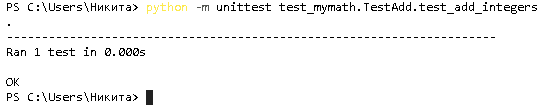 PS C:\Users\Никита> python -m unittest test_mymath.TestAdd.test_add_integers
.
----------------------------------------------------------------------
Ran 1 test in 0.000s
OK
PS C:\Users\Никита>